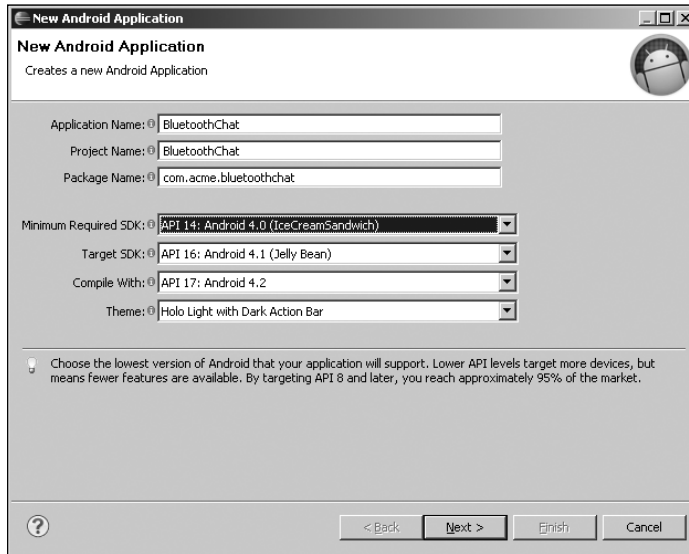 New Android Application
New Android Application
Creates a new Android Application
Application Name: BluetoothChat
Project Name: BluetoothChat
Package Name: com.acme.bluetoothchat
Minimum Required SDK: API 14: Android 4.0 (IceCreamSandwich)
Target SDK: API 16: Android 4.1 (Jelly Bean)
Compile With: API 17: Android 4.2
Theme: Holo Light with Dark Action Bar
Choose the lowest version of Android that your application will support. Lower API levels target more devices, but
means fewer features are available. By targeting API 8 and later, you reach approximately 95% of the market.
? < Back Next > Finish Cancel